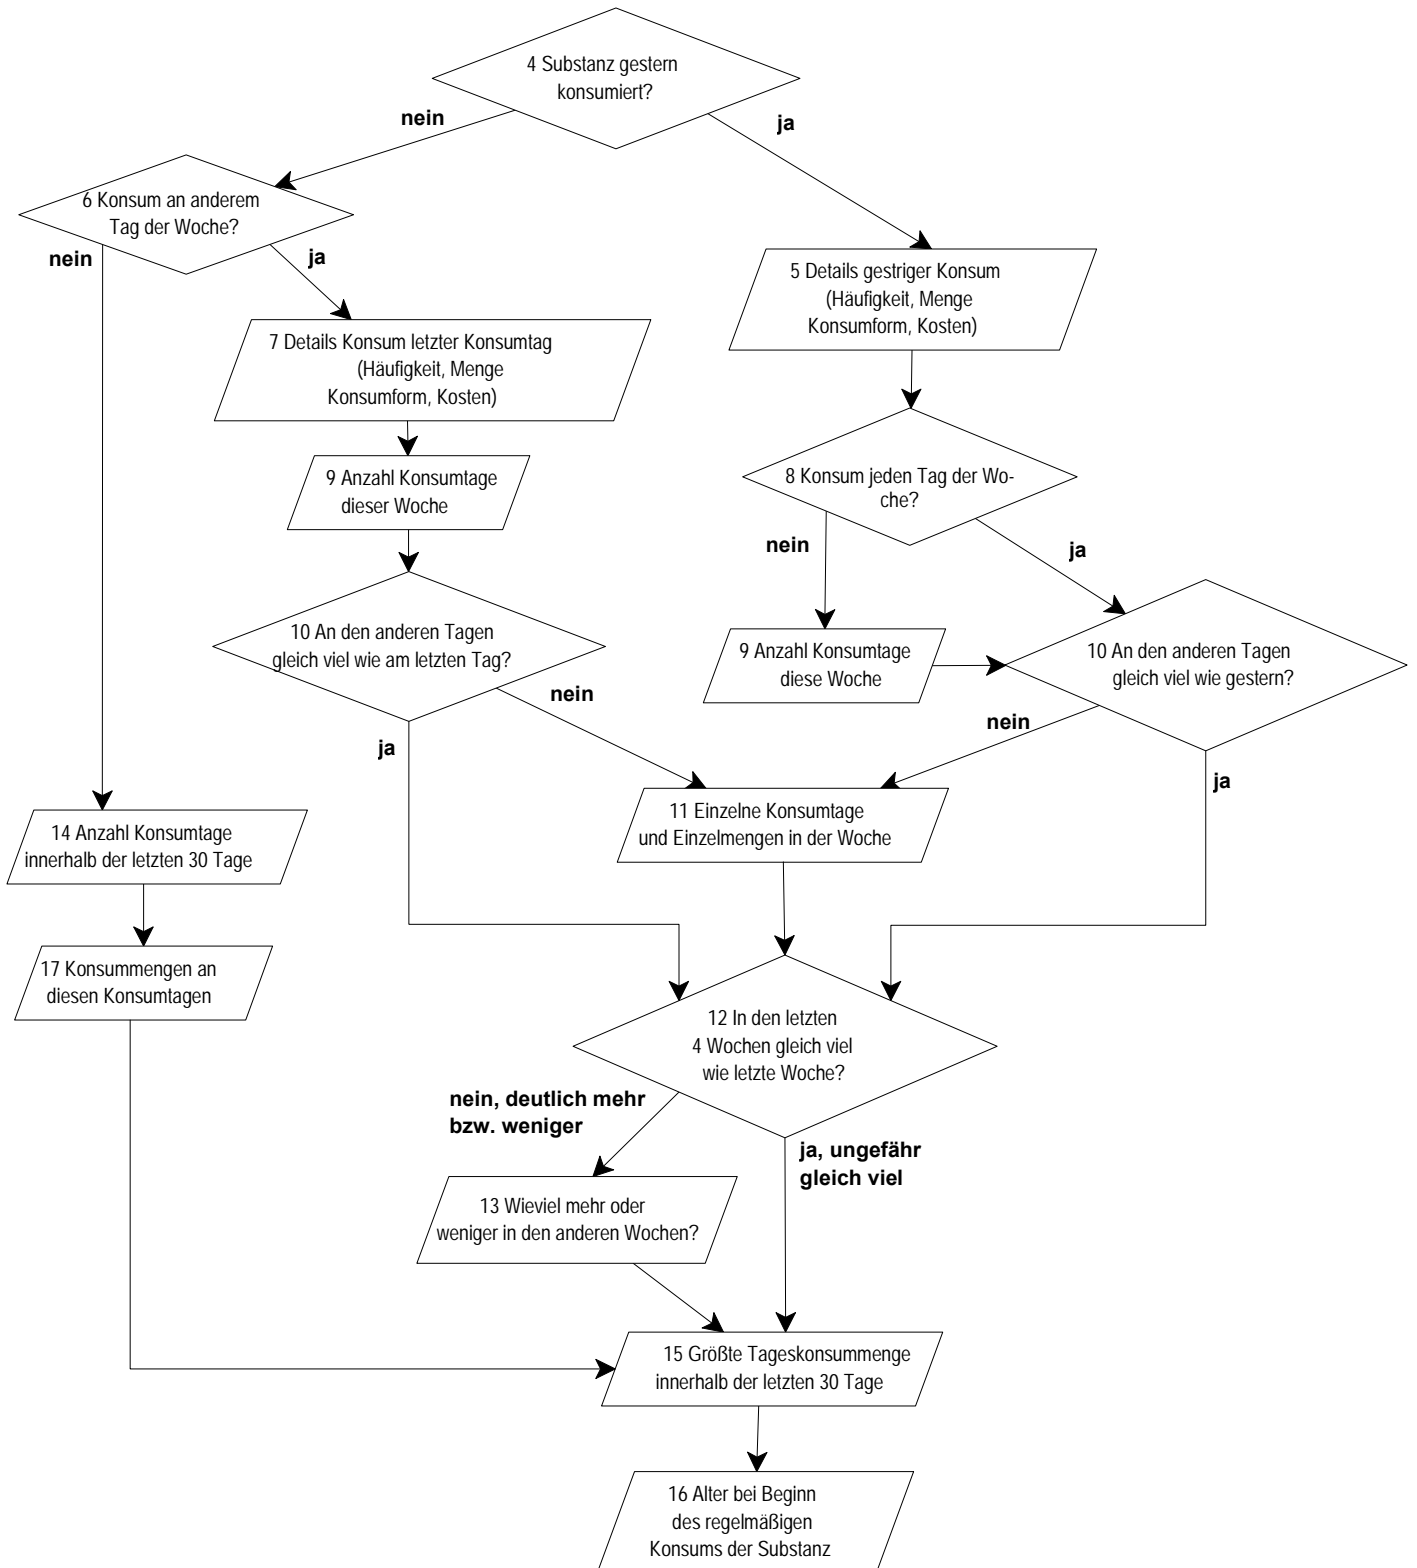 4 Substanz gestern
konsumiert?
nein
ja
6 Konsum an anderem
Tag der Woche?
nein
ja
5 Details gestriger Konsum
(Häufigkeit, Menge
Konsumform, Kosten)
7 Details Konsum letzter Konsumtag
(Häufigkeit, Menge
Konsumform, Kosten)
9 Anzahl Konsumtage
dieser Woche
8 Konsum jeden Tag der Wo-
che?
nein
ja
10 An den anderen Tagen
gleich viel wie am letzten Tag?
9 Anzahl Konsumtage
diese Woche
10 An den anderen Tagen
gleich viel wie gestern?
nein
ja
nein
ja
11 Einzelne Konsumtage
und Einzelmengen in der Woche
14 Anzahl Konsumtage
innerhalb der letzten 30 Tage
17 Konsummengen an
diesen Konsumtagen
12 In den letzten
4 Wochen gleich viel
wie letzte Woche?
nein, deutlich mehr
bzw. weniger
ja, ungefähr
gleich viel
13 Wieviel mehr oder
weniger in den anderen Wochen?
15 Größte Tageskonsummenge
innerhalb der letzten 30 Tage
16 Alter bei Beginn
des regelmäßigen
Konsums der Substanz